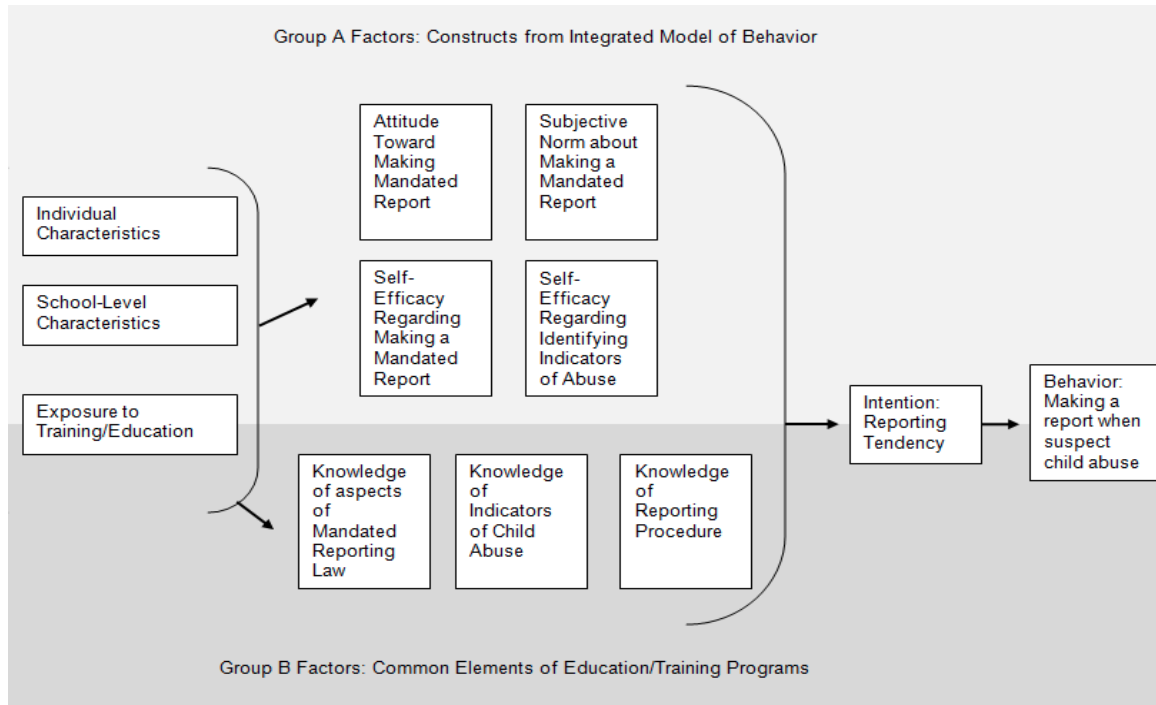 Group A Factors: Constructs from Integrated Model of Behavior
Attitude
Toward
Making
Mandated
Report
Subjective
Norm about
Making a
Mandated
Report
Individual
Characteristics
School-Level
Characteristics
Exposure to
Training/Education
Self-
Efficacy
Regarding
Making a
Mandated
Report
Self-
Efficacy
Regarding
Identifying
Indicators
of Abuse
Knowledge
of aspects
of
Mandated
Reporting
Law
Knowledge
of
Indicators
of Child
Abuse
Knowledge
of
Reporting
Procedure
Intention:
Reporting
Tendency
Behavior:
Making a
report when
suspect
child abuse
Group B Factors: Common Elements of Education/Training Programs